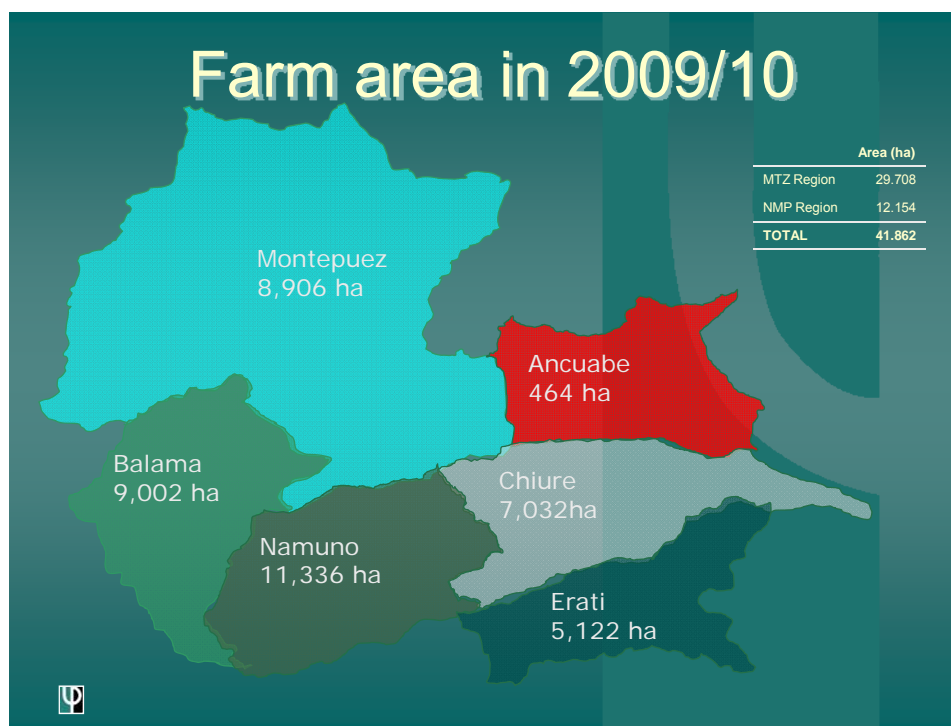 Farm area in 2009/10
Area (ha)
MTZ Region 29.708
NMP Region 12.154
TOTAL 41.862
Montepuez
8,906 ha
Ancuabe
464 ha
Balama
9,002 ha
Chiure
7,032ha
Namuno
11,336 ha
Erati
5,122 ha